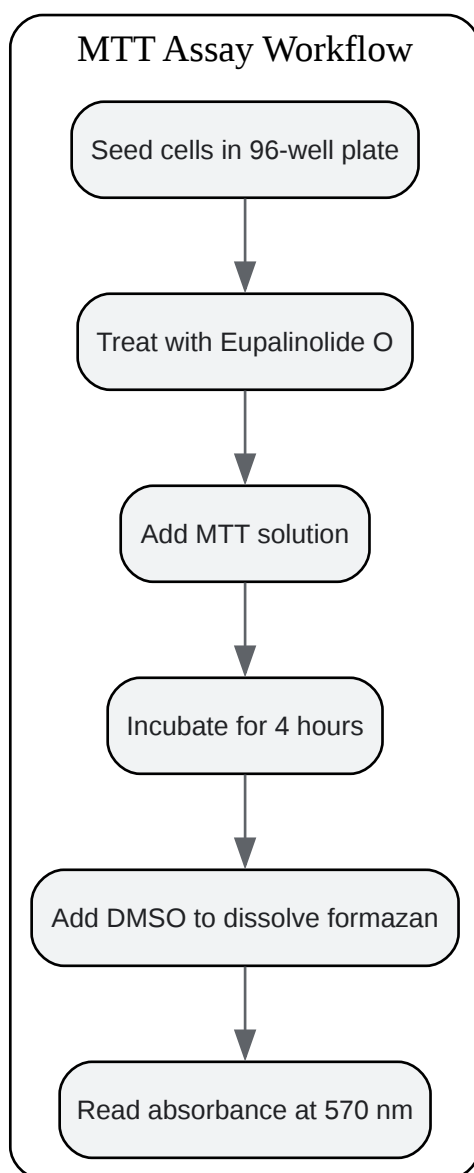 MTT Assay Workflow
Seed cells in 96-well plate
Treat with Eupalinolide O
Add MTT solution
Incubate for 4 hours
Add DMSO to dissolve formazan
Read absorbance at 570 nm